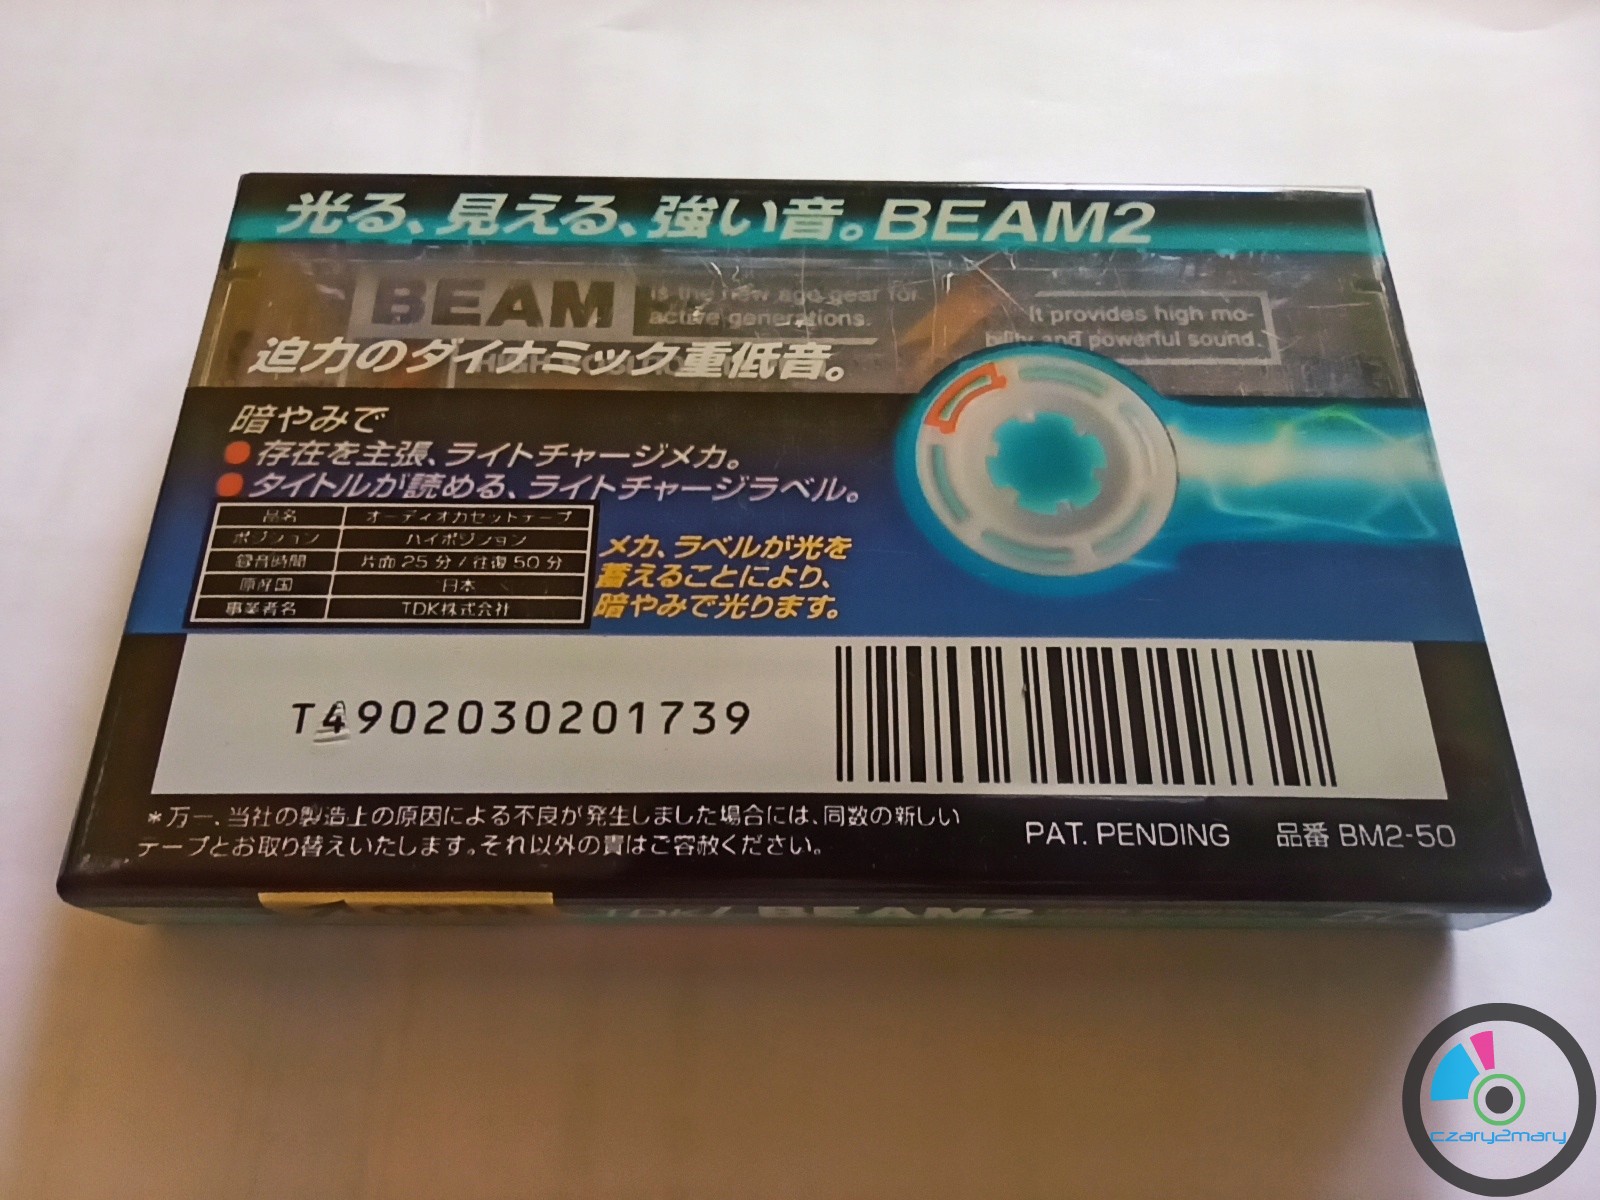 光る、見える、強い音。BEAM2
BEAM
is the new age gear for
active generations.
It provides high mo-
bility and powerful sound.
迫力のダイナミック重低音。
暗やみで
● 存在を主張、ライトチャージメカ。
● タイトルが読める、ライトチャージラベル。
品名 オーディオカセットテープ
ポジション ハイポジション
録音時間 片面 25 分 / 往復 50 分
原産国 日本
事業者名 TDK株式会社
メカ、ラベルが光を
蓄えることにより、
暗やみで光ります。
T4902030201739
*万一、当社の製造上の原因による不良が発生しました場合には、同数の新しい
テープとお取り替えいたします。それ以外の責はご容赦ください。
PAT. PENDING 品番 BM2-50
OPEN
TDK BEAM2
czary2mary